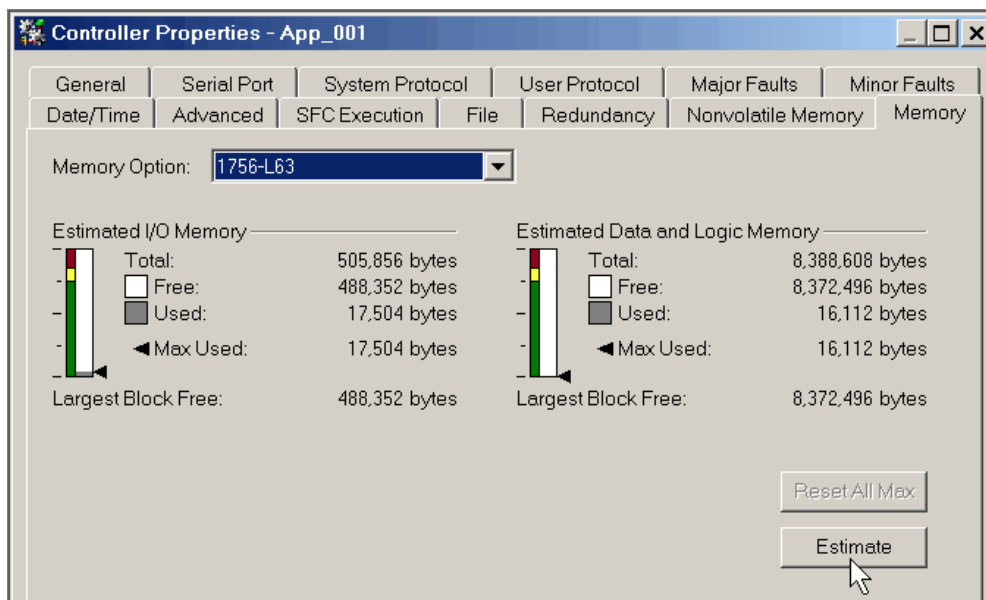 Controller Properties - App_001
General Serial Port System Protocol User Protocol Major Faults Minor Faults
Date/Time Advanced SFC Execution File Redundancy Nonvolatile Memory Memory
Memory Option: 1756-L63
Estimated I/O Memory
Total: 505,856 bytes
Free: 488,352 bytes
Used: 17,504 bytes
Max Used: 17,504 bytes
Largest Block Free: 488,352 bytes
Estimated Data and Logic Memory
Total: 8,388,608 bytes
Free: 8,372,496 bytes
Used: 16,112 bytes
Max Used: 16,112 bytes
Largest Block Free: 8,372,496 bytes
Reset All Max
Estimate